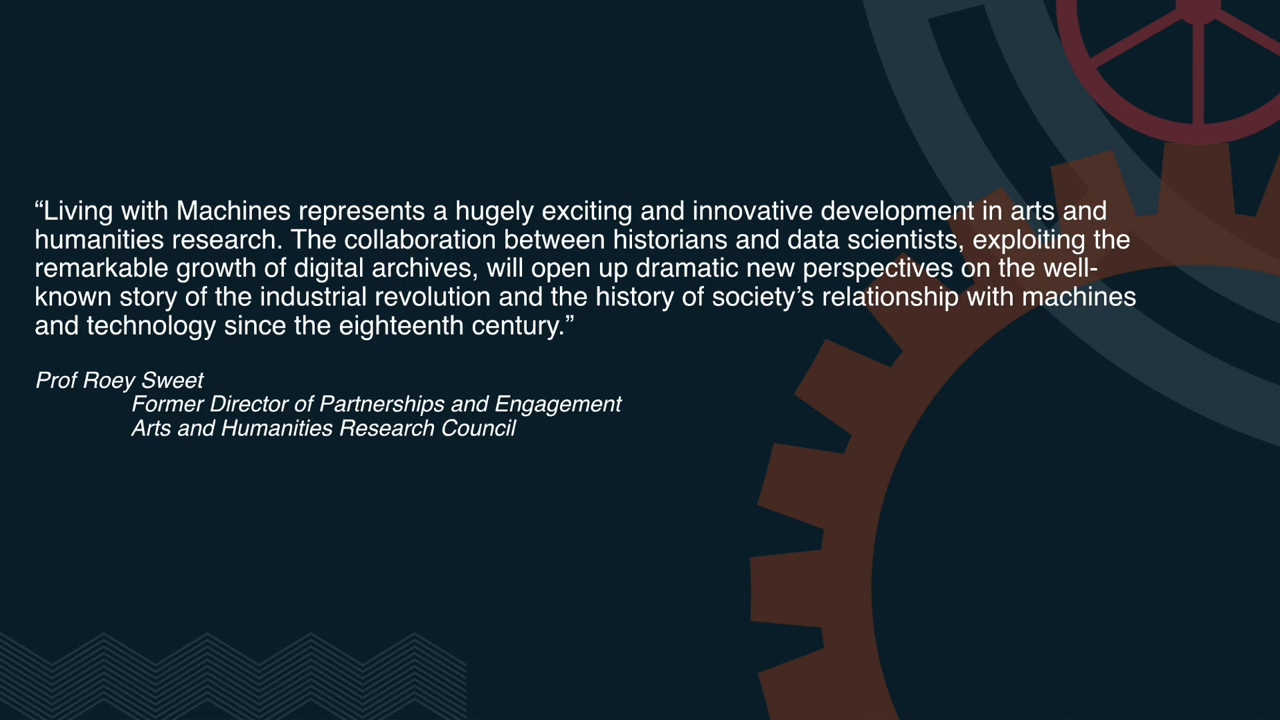 “Living with Machines represents a hugely exciting and innovative development in arts and
humanities research. The collaboration between historians and data scientists, exploiting the
remarkable growth of digital archives, will open up dramatic new perspectives on the well-
known story of the industrial revolution and the history of society’s relationship with machines
and technology since the eighteenth century.”
Prof Roey Sweet
Former Director of Partnerships and Engagement
Arts and Humanities Research Council